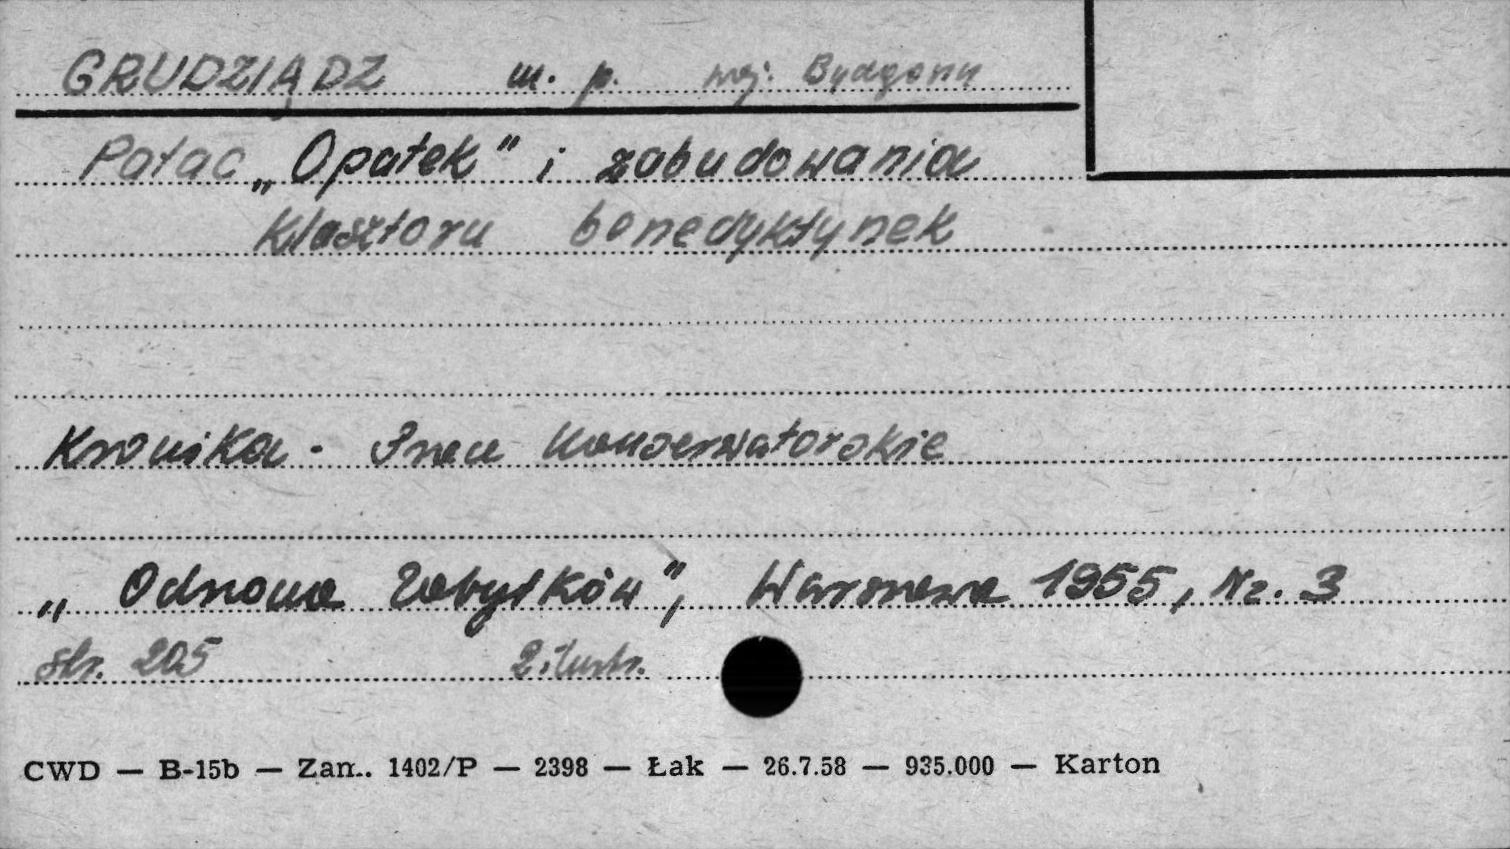 GRUDZIĄDZ m. p. woj. Bydgoszcz
Pałac „Opatek" i zabudowania
Klasztoru benedyktynek
Kronika - Prace Konserwatorskie
„Odnowa Zabytków", Warszawa 1955, Nr. 3
str. 205 2 ilustr.
CWD — B-15b — Zam. 1402/P — 2398 — Łak — 26.7.58 — 935.000 — Karton